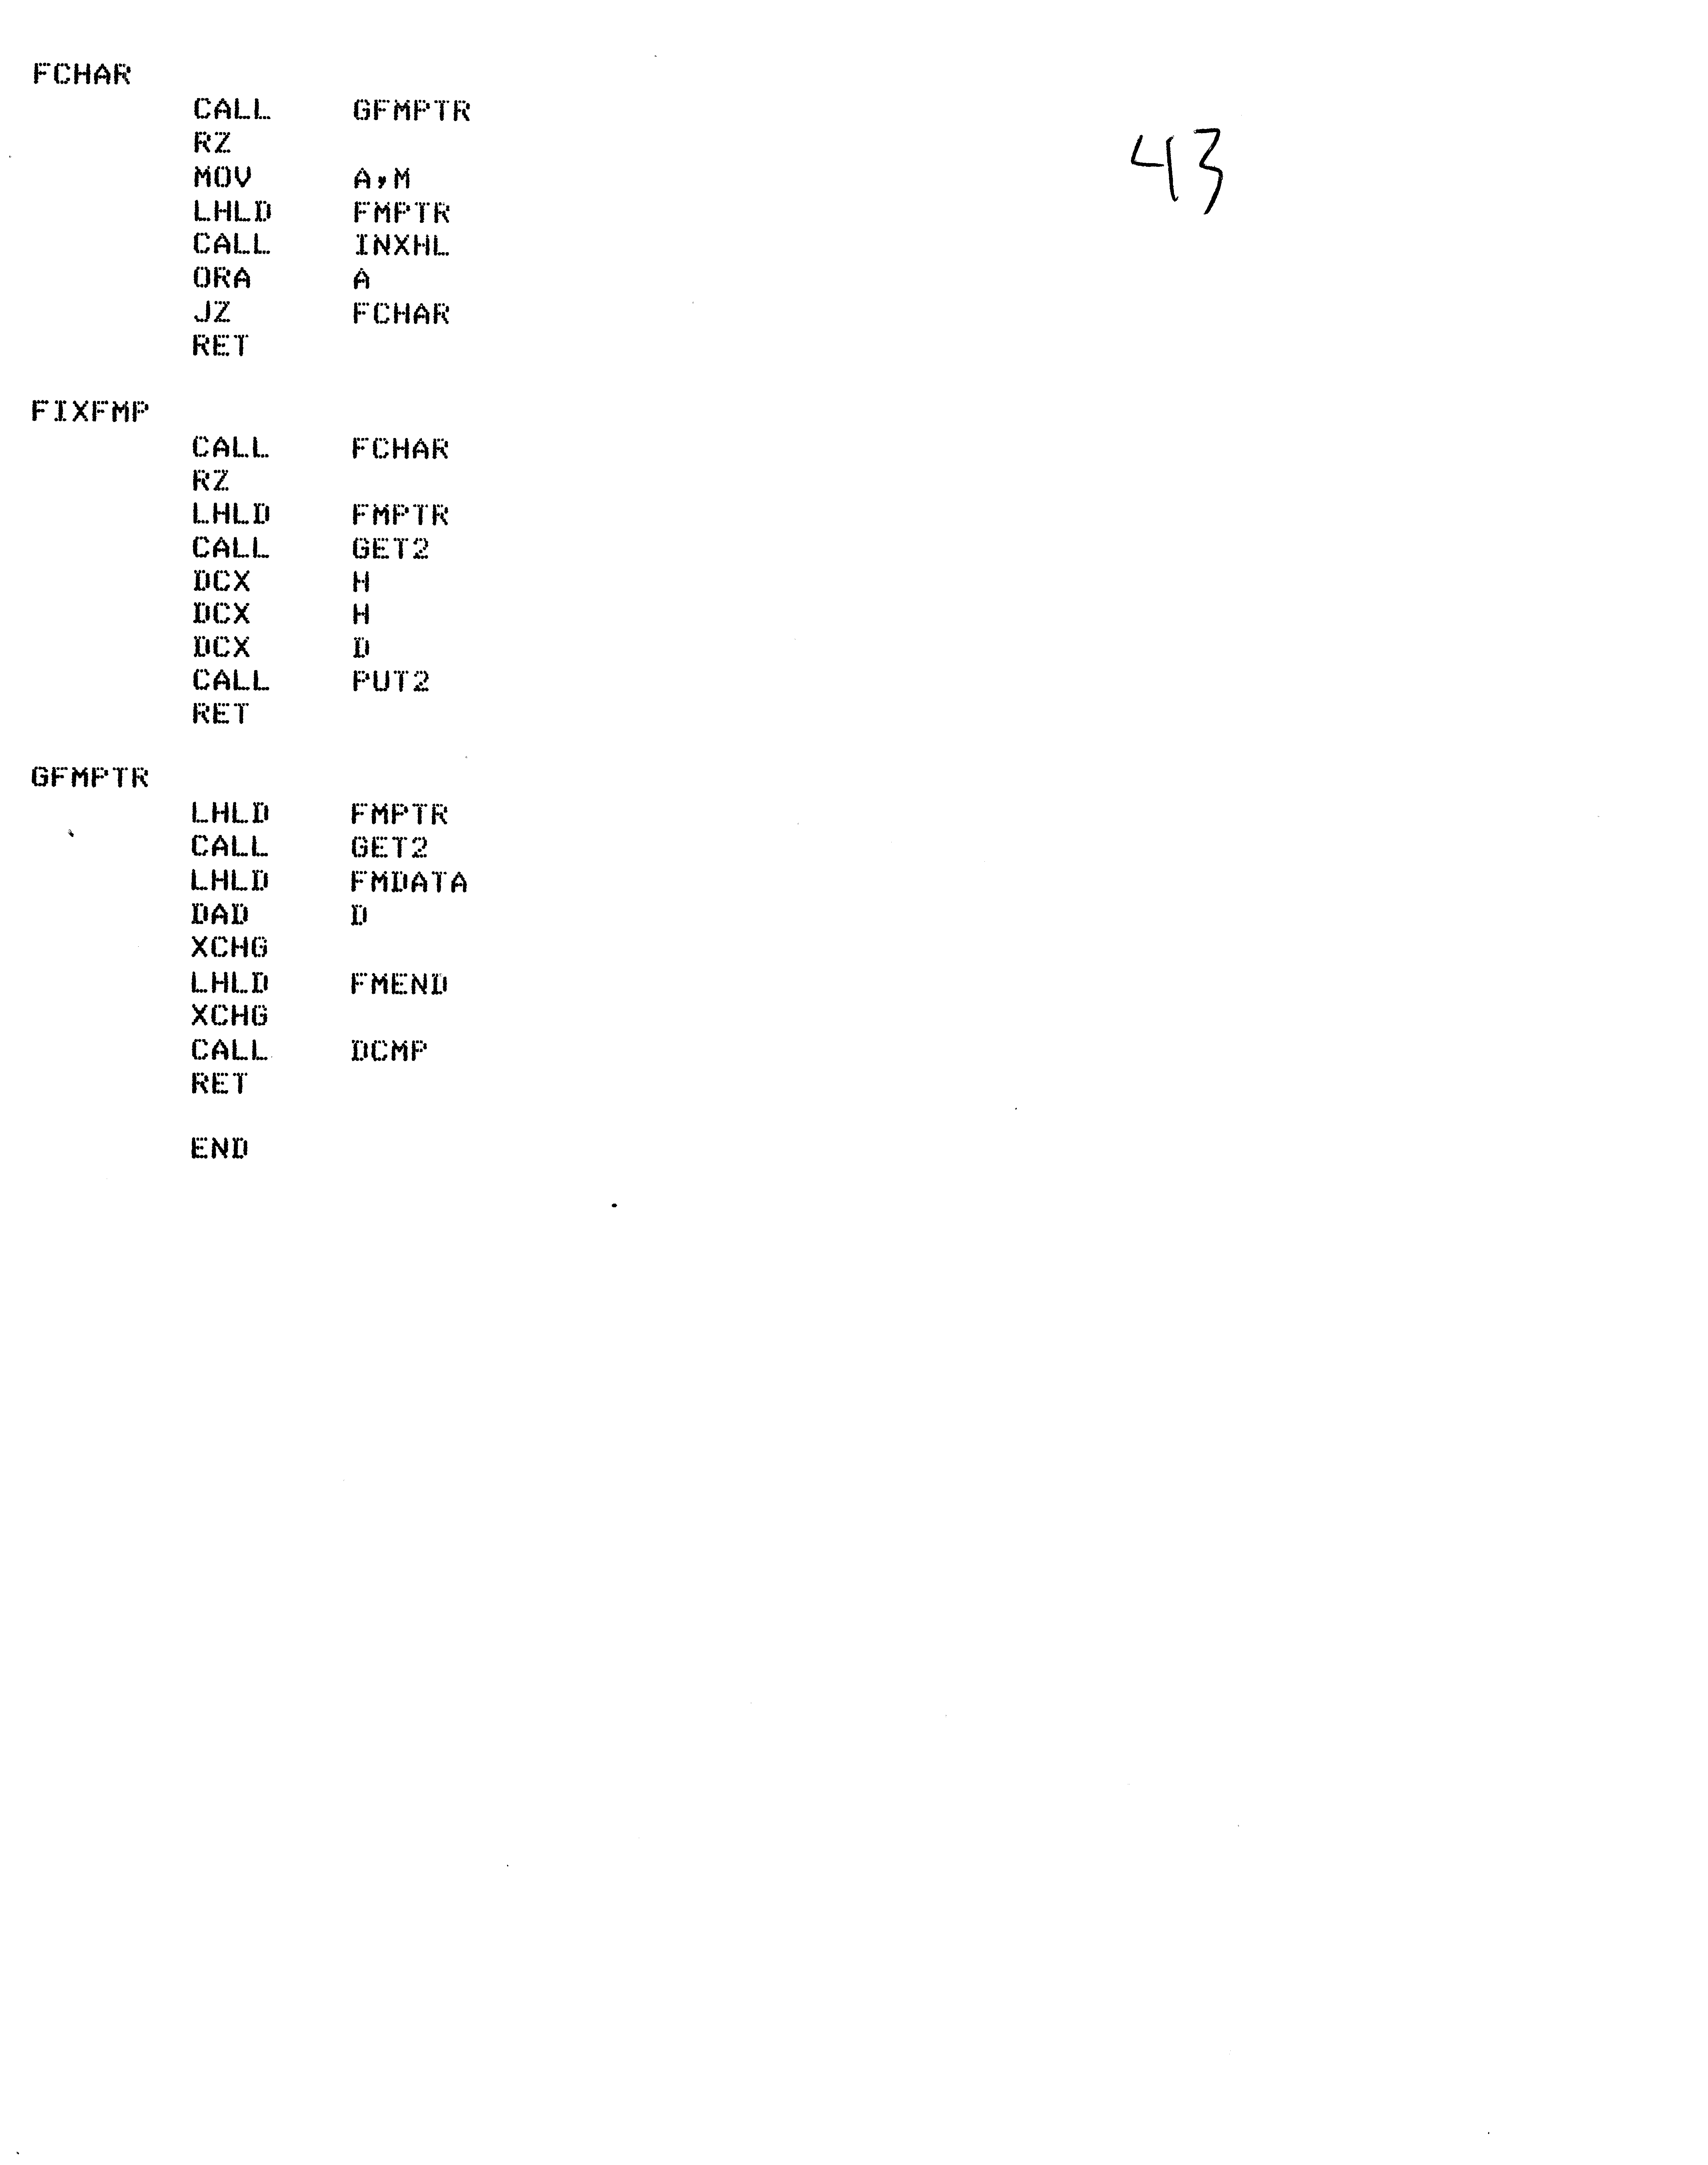 FCHAR
CALL GFMPTR
43
RZ
MOV A,M
LHLD FMPTR
CALL INXHL
ORA A
JZ FCHAR
RET
FIXFMP
CALL FCHAR
RZ
LHLD FMPTR
CALL GET2
DCX H
DCX H
DCX D
CALL PUT2
RET
GFMPTR
LHLD FMPTR
CALL GET2
LHLD FMDATA
DAD D
XCHG
LHLD FMEND
XCHG
CALL DCMP
RET
END